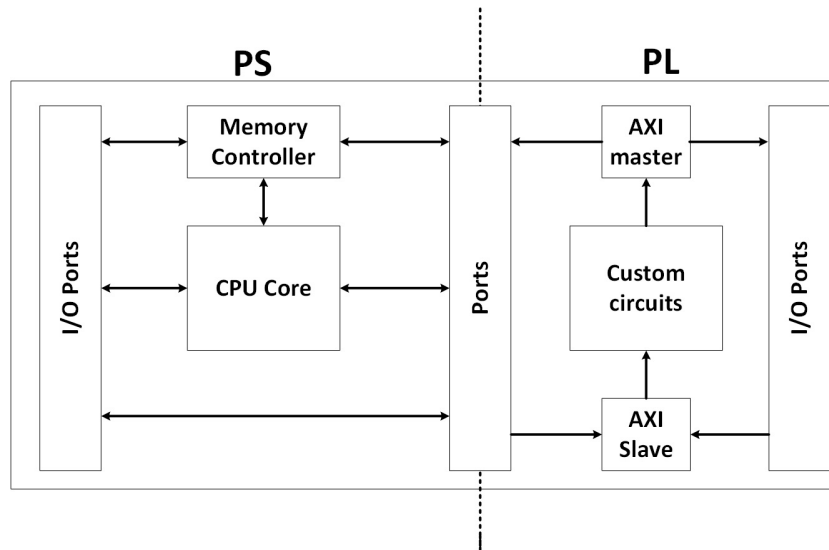 PS
PL
Memory
Controller
AXI
master
I/O Ports
CPU Core
Ports
Custom
circuits
I/O Ports
AXI
Slave